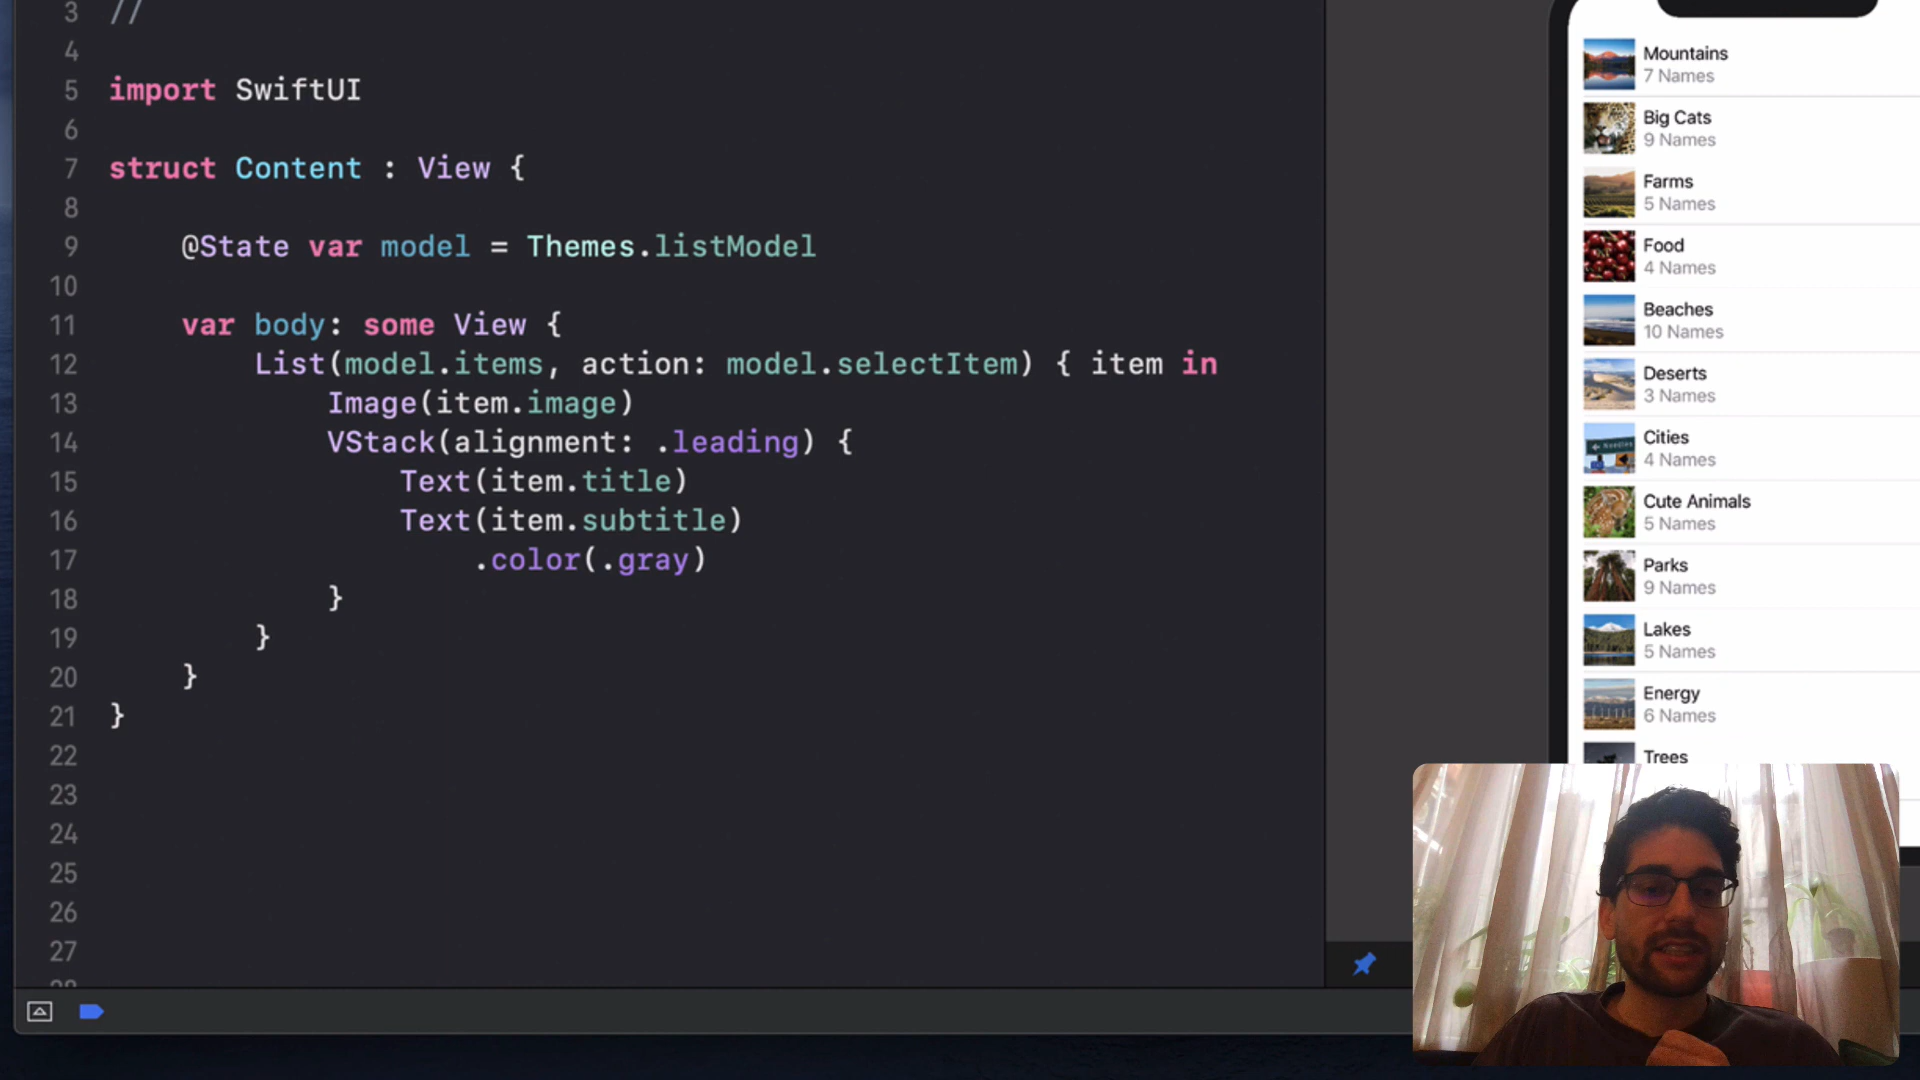 3 //
4
5 import SwiftUI
6
7 struct Content : View {
8
9 @State var model = Themes.listModel
10
11 var body: some View {
12 List(model.items, action: model.selectItem) { item in
13 Image(item.image)
14 VStack(alignment: .leading) {
15 Text(item.title)
16 Text(item.subtitle)
17 .color(.gray)
18 }
19 }
20 }
21 }
22
23
24
25
26
27
28
Mountains
7 Names
Big Cats
9 Names
Farms
5 Names
Food
4 Names
Beaches
10 Names
Deserts
3 Names
Cities
4 Names
Cute Animals
5 Names
Parks
9 Names
Lakes
5 Names
Energy
6 Names
Trees